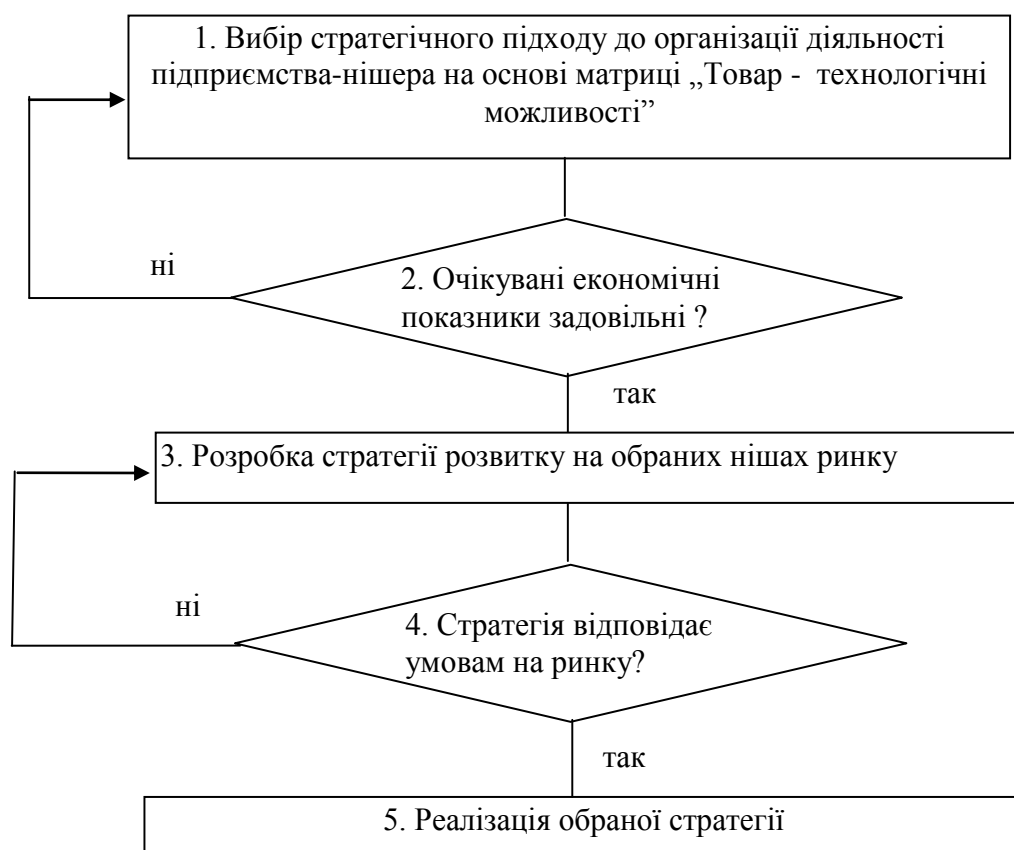 1. Вибір стратегічного підходу до організації діяльності
підприємства-нішера на основі матриці „Товар - технологічні
можливості”
ні
2. Очікувані економічні
показники задовільні ?
так
3. Розробка стратегії розвитку на обраних нішах ринку
ні
4. Стратегія відповідає
умовам на ринку?
так
5. Реалізація обраної стратегії